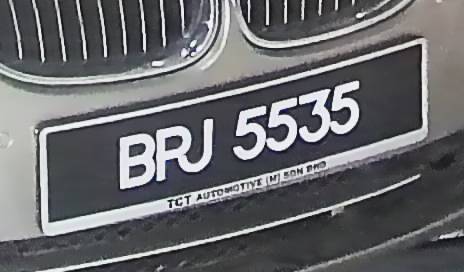 BRJ 5535
TCT AUTOMOTIVE (M) SDN BHD